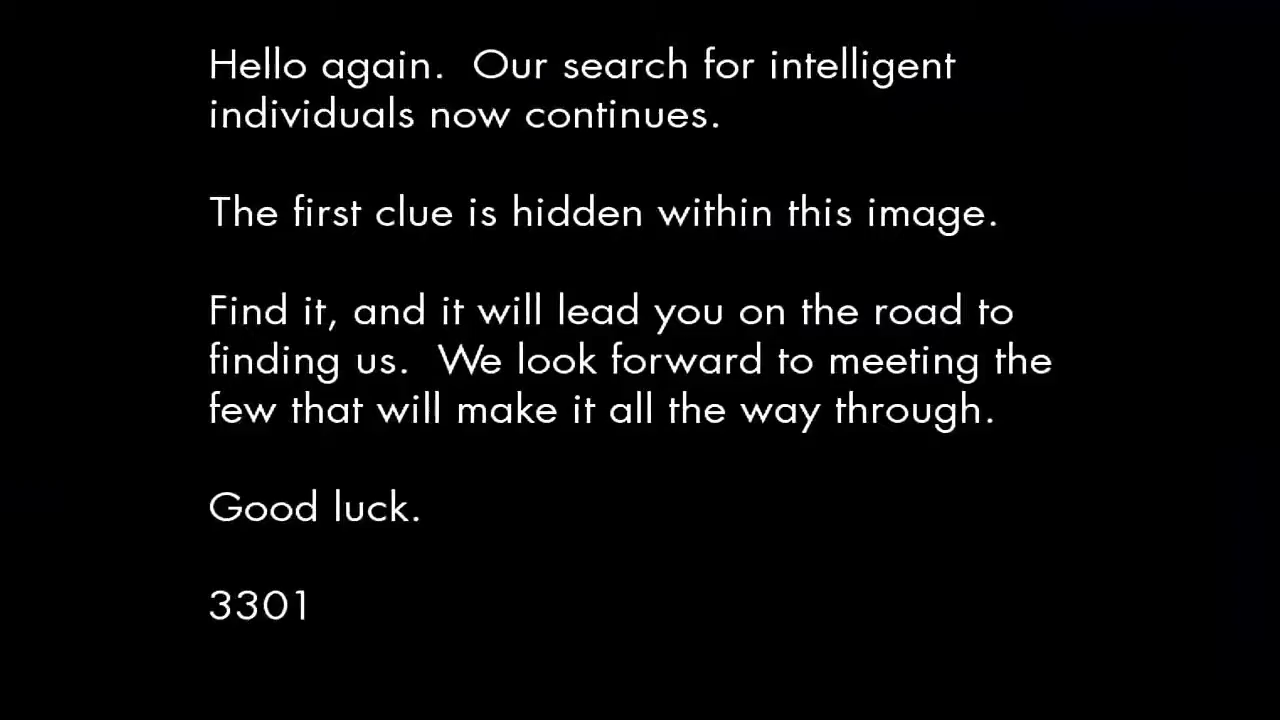 Hello again.  Our search for intelligent
individuals now continues.
The first clue is hidden within this image.
Find it, and it will lead you on the road to
finding us.  We look forward to meeting the
few that will make it all the way through.
Good luck.
3301